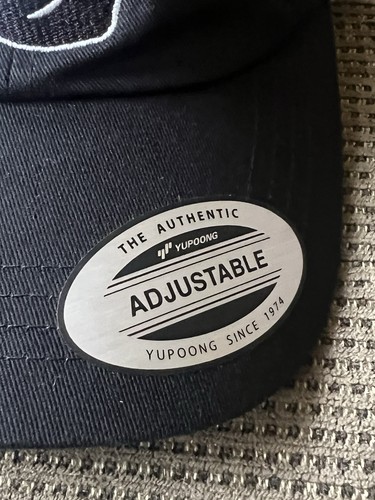 THE AUTHENTIC
YUPOONG
ADJUSTABLE
YUPOONG SINCE 1974